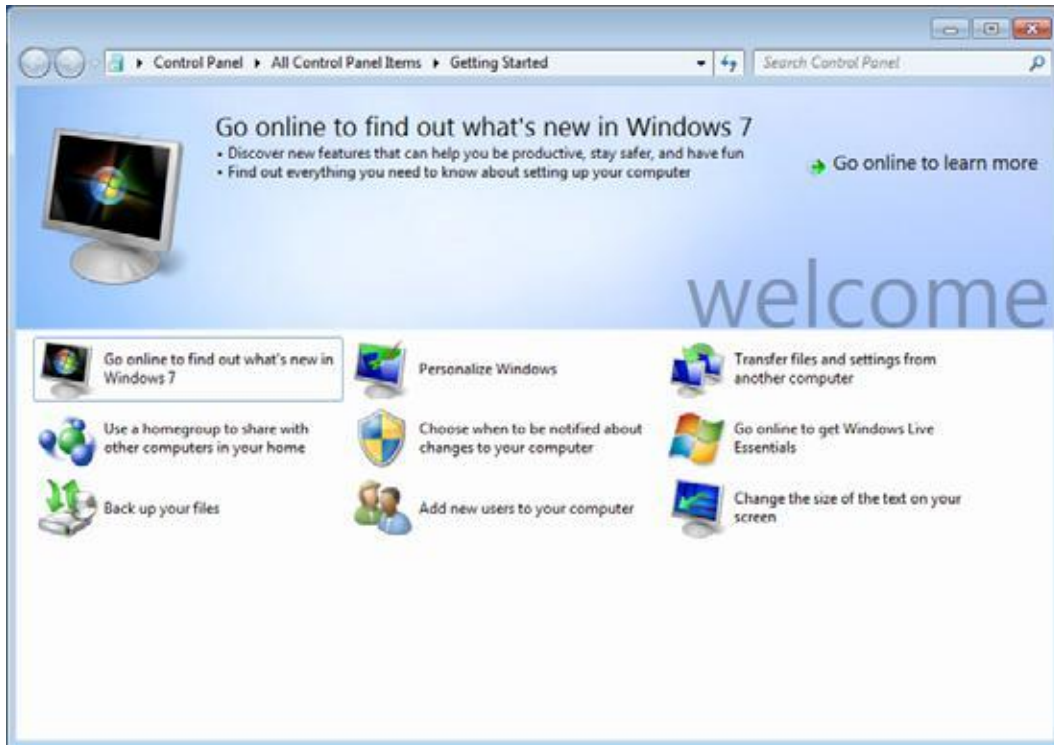 Control Panel ▸ All Control Panel Items ▸ Getting Started
Search Control Panel
Go online to find out what's new in Windows 7
• Discover new features that can help you be productive, stay safer, and have fun
• Find out everything you need to know about setting up your computer
Go online to learn more
welcome
Go online to find out what's new in
Windows 7
Personalize Windows
Transfer files and settings from
another computer
Use a homegroup to share with
other computers in your home
Choose when to be notified about
changes to your computer
Go online to get Windows Live
Essentials
Back up your files
Add new users to your computer
Change the size of the text on your
screen